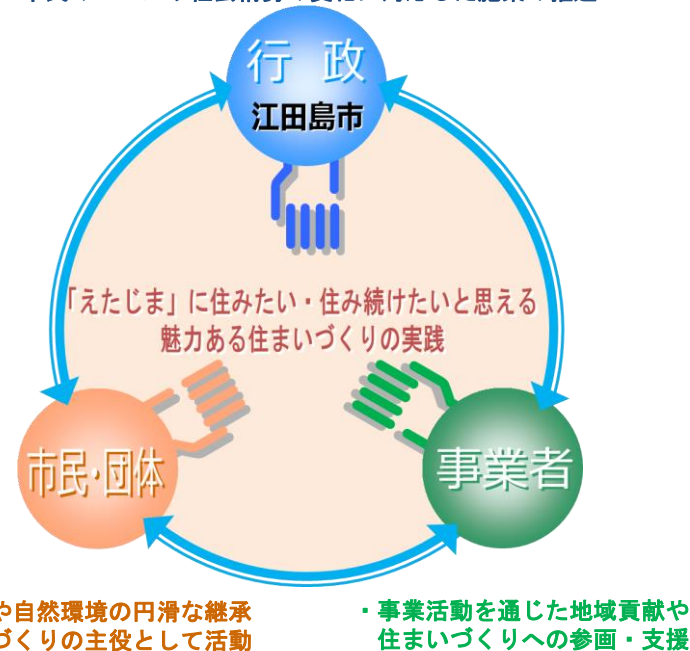 行 政
江田島市
「えたじま」に住みたい・住み続けたいと思える
魅力ある住まいづくりの実践
市民・団体
事業者
や自然環境の円滑な継承
づくりの主役として活動
・事業活動を通じた地域貢献や
住まいづくりへの参画・支援